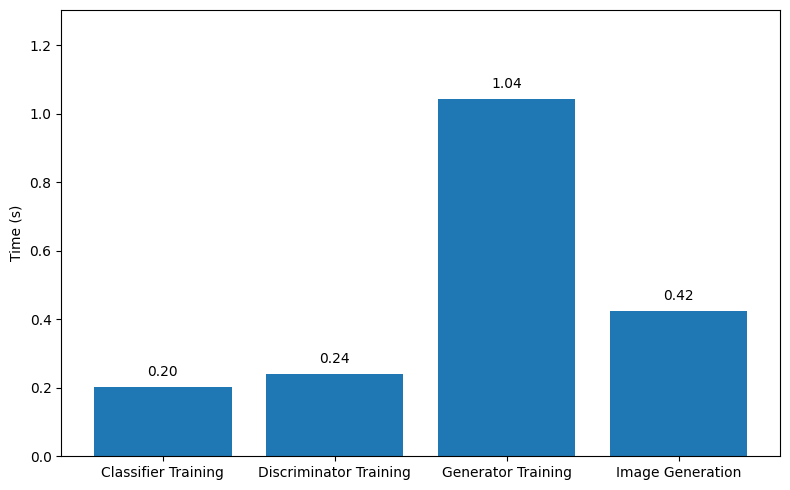 1.2
1.0
0.8
0.6
0.4
0.2
0.0
Time (s)
0.20
0.24
1.04
0.42
Classifier Training
Discriminator Training
Generator Training
Image Generation